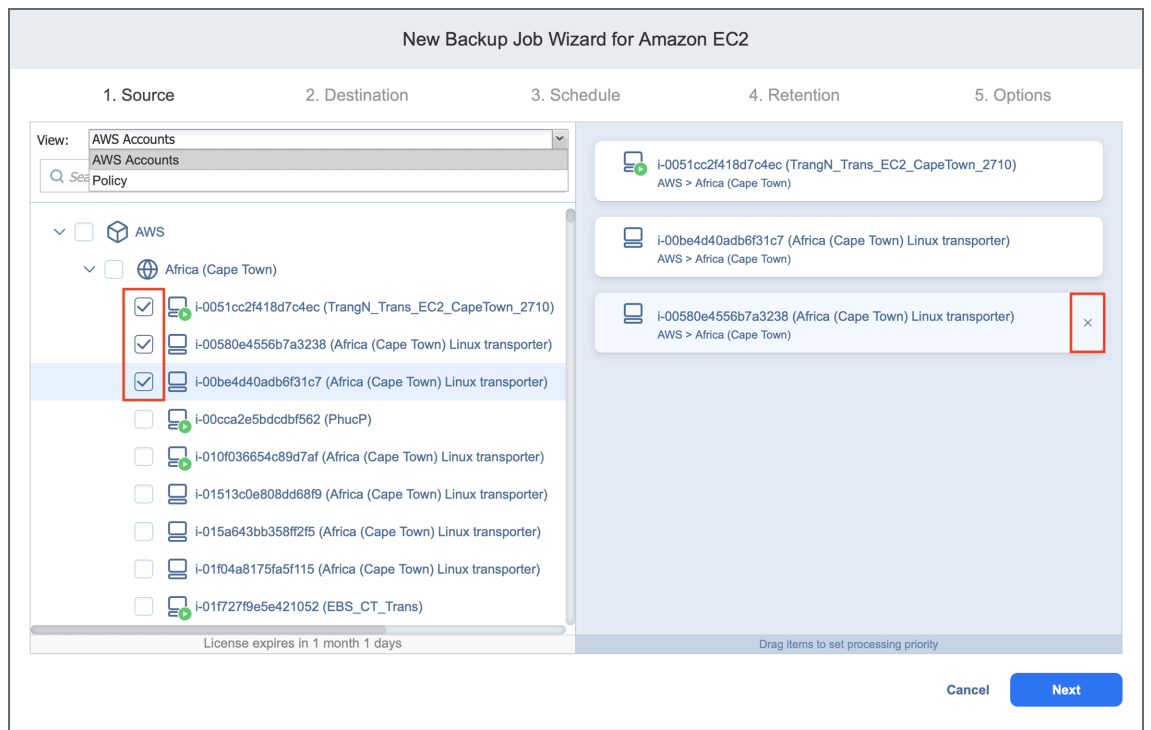 New Backup Job Wizard for Amazon EC2
1. Source
2. Destination
3. Schedule
4. Retention
5. Options
View:
AWS Accounts
AWS Accounts
Policy
AWS
Africa (Cape Town)
i-0051cc2f418d7c4ec (TrangN_Trans_EC2_CapeTown_2710)
i-00580e4556b7a3238 (Africa (Cape Town) Linux transporter)
i-00be4d40adb6f31c7 (Africa (Cape Town) Linux transporter)
i-00cca2e5bdcdbf562 (PhucP)
i-010f036654c89d7af (Africa (Cape Town) Linux transporter)
i-01513c0e808dd68f9 (Africa (Cape Town) Linux transporter)
i-015a643bb358ff2f5 (Africa (Cape Town) Linux transporter)
i-01f04a8175fa5f115 (Africa (Cape Town) Linux transporter)
i-01f727f9e5e421052 (EBS_CT_Trans)
License expires in 1 month 1 days
i-0051cc2f418d7c4ec (TrangN_Trans_EC2_CapeTown_2710)
AWS > Africa (Cape Town)
i-00be4d40adb6f31c7 (Africa (Cape Town) Linux transporter)
AWS > Africa (Cape Town)
i-00580e4556b7a3238 (Africa (Cape Town) Linux transporter)
AWS > Africa (Cape Town)
Drag items to set processing priority
Cancel
Next